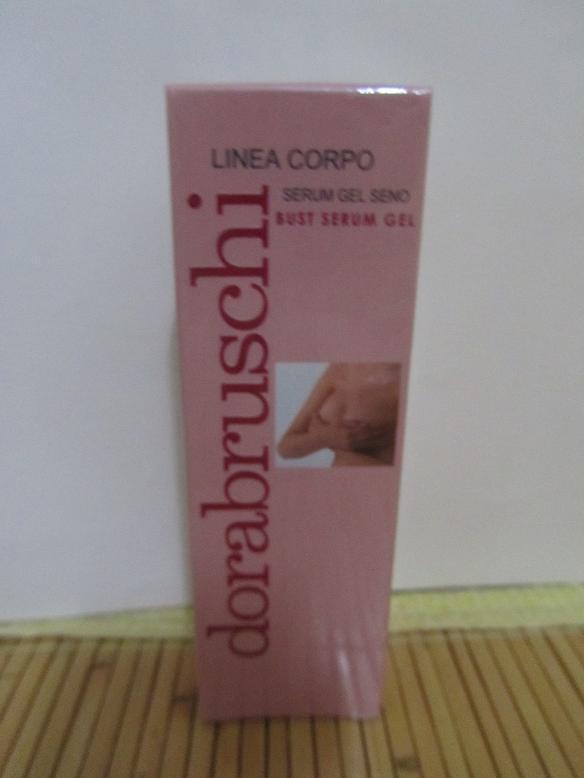 LINEA CORPO
SERUM GEL SENO
BUST SERUM GEL
dorabruschi